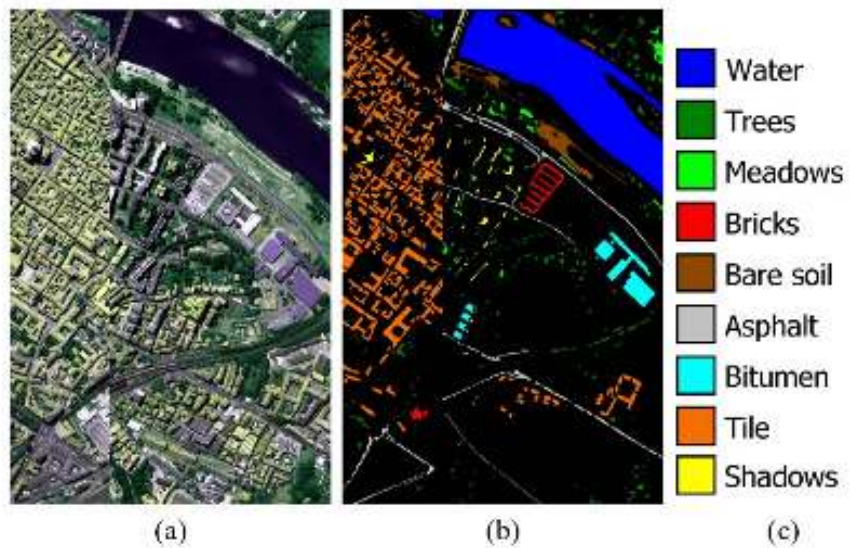 Water
Trees
Meadows
Bricks
Bare soil
Asphalt
Bitumen
Tile
Shadows
(a) (b) (c)